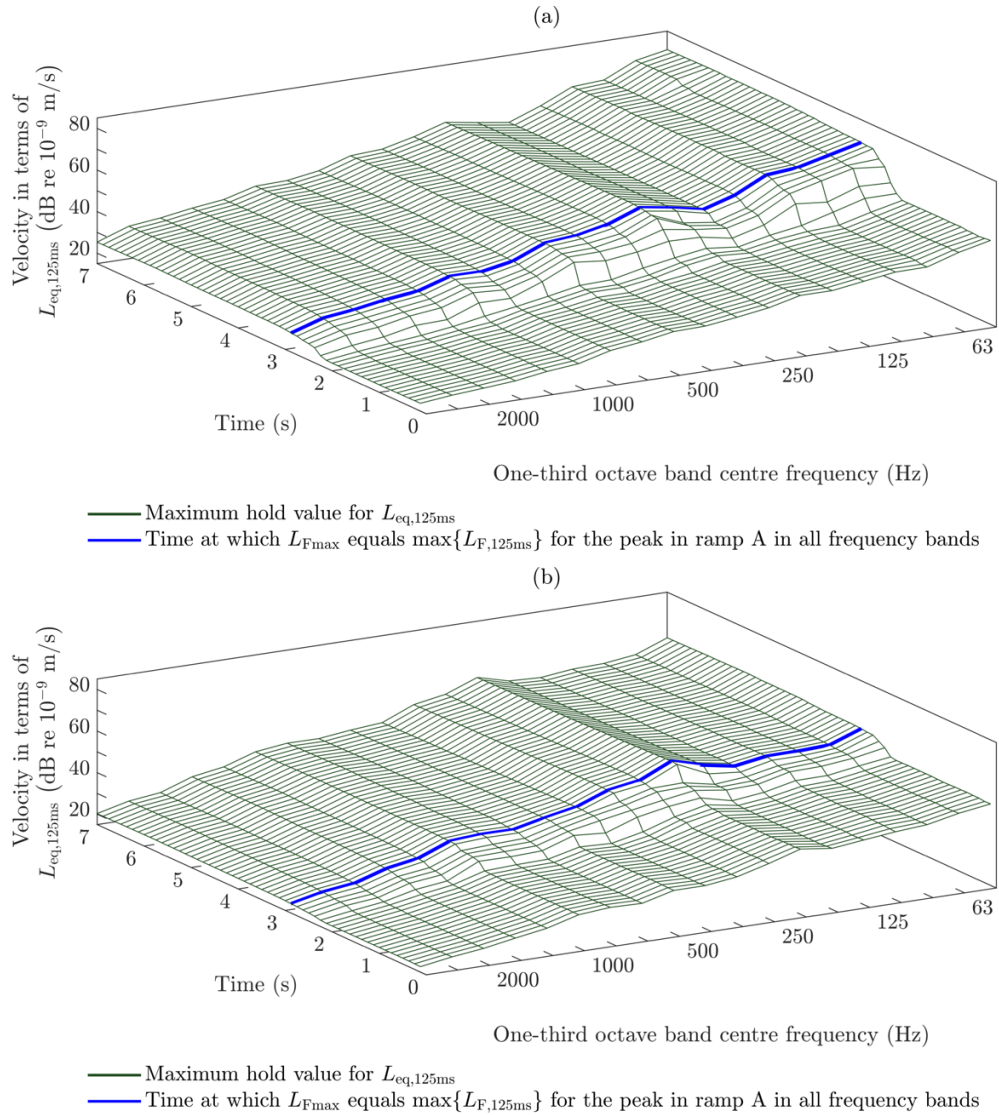 (a)
Velocity in terms of
L_eq,125ms (dB re 10⁻⁹ m/s)
80
60
40
20
7
6
5
4
3
2
1
0
Time (s)
2000
1000
500
250
125
63
One-third octave band centre frequency (Hz)
Maximum hold value for L_eq,125ms
Time at which L_Fmax equals max{L_F,125ms} for the peak in ramp A in all frequency bands
(b)
Velocity in terms of
L_eq,125ms (dB re 10⁻⁹ m/s)
80
60
40
20
7
6
5
4
3
2
1
0
Time (s)
2000
1000
500
250
125
63
One-third octave band centre frequency (Hz)
Maximum hold value for L_eq,125ms
Time at which L_Fmax equals max{L_F,125ms} for the peak in ramp A in all frequency bands